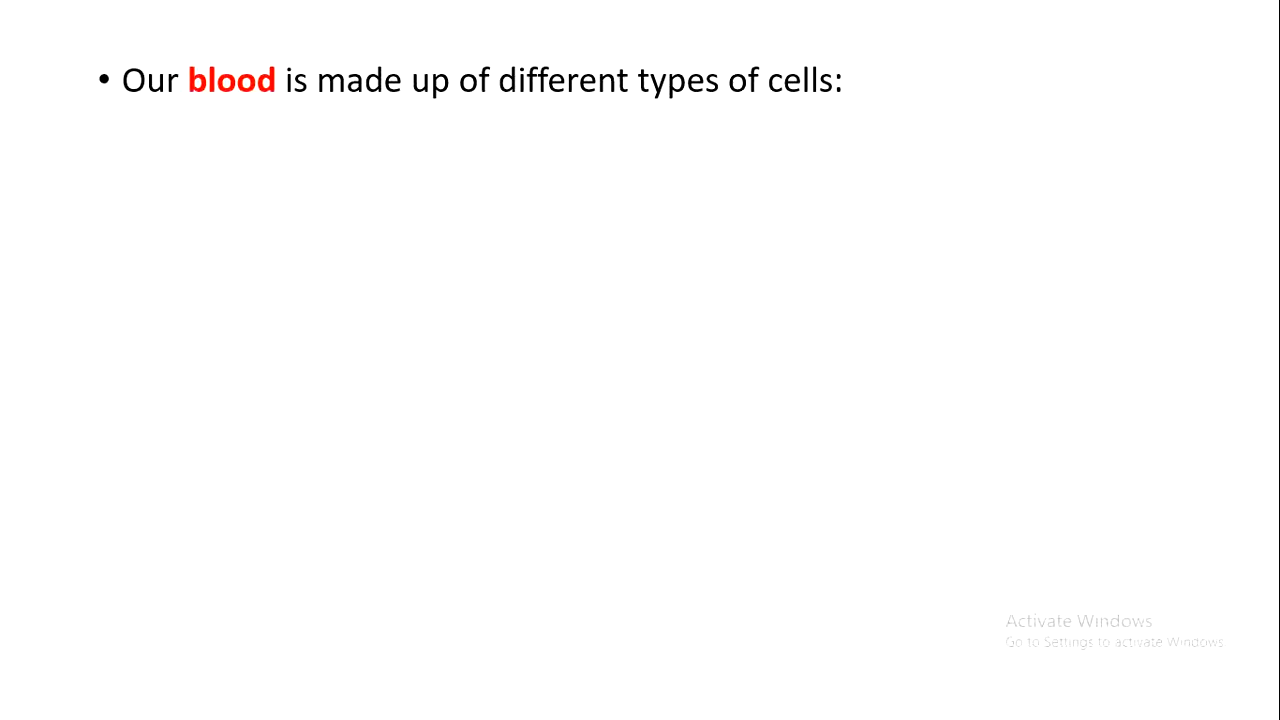 • Our blood is made up of different types of cells:
Activate Windows
Go to Settings to activate Windows